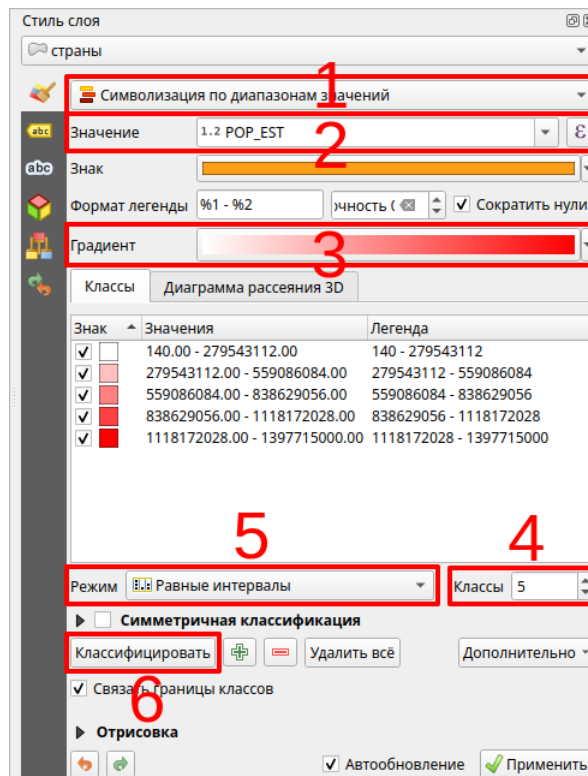 Стиль слоя
страны
1
Символизация по диапазонам значений
abc
Значение 1.2 POP_EST ε
2
abc
Знак
Формат легенды %1 - %2 очность ( Сократить нули
Градиент
3
Классы Диаграмма рассеяния 3D
Знак Значения Легенда
140.00 - 279543112.00 140 - 279543112
279543112.00 - 559086084.00 279543112 - 559086084
559086084.00 - 838629056.00 559086084 - 838629056
838629056.00 - 1118172028.00 838629056 - 1118172028
1118172028.00 - 1397715000.00 1118172028 - 1397715000
5 4
Режим Равные интервалы Классы 5
Симметричная классификация
Классифицировать Удалить всё Дополнительно
6
Связать границы классов
Отрисовка
Автообновление Применить